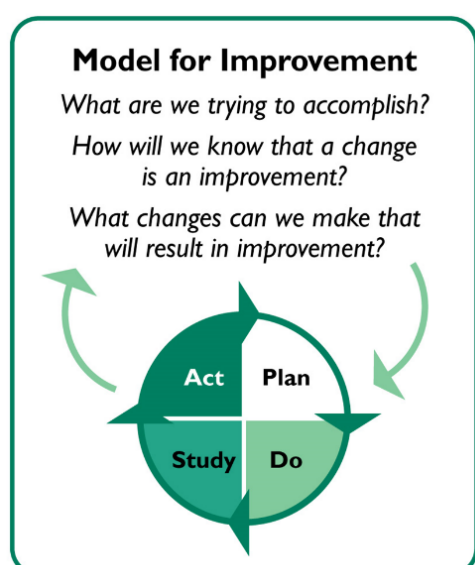 Model for Improvement
What are we trying to accomplish?
How will we know that a change
is an improvement?
What changes can we make that
will result in improvement?
Act Plan
Study Do